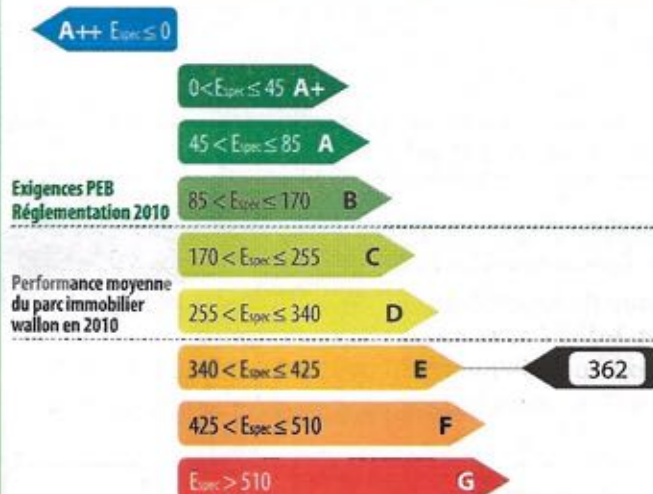 A++ Espec ≤ 0
0 < Espec ≤ 45 A+
45 < Espec ≤ 85 A
Exigences PEB
Réglementation 2010
85 < Espec ≤ 170 B
170 < Espec ≤ 255 C
Performance moyenne
du parc immobilier
wallon en 2010
255 < Espec ≤ 340 D
340 < Espec ≤ 425 E
362
425 < Espec ≤ 510 F
Espec > 510 G